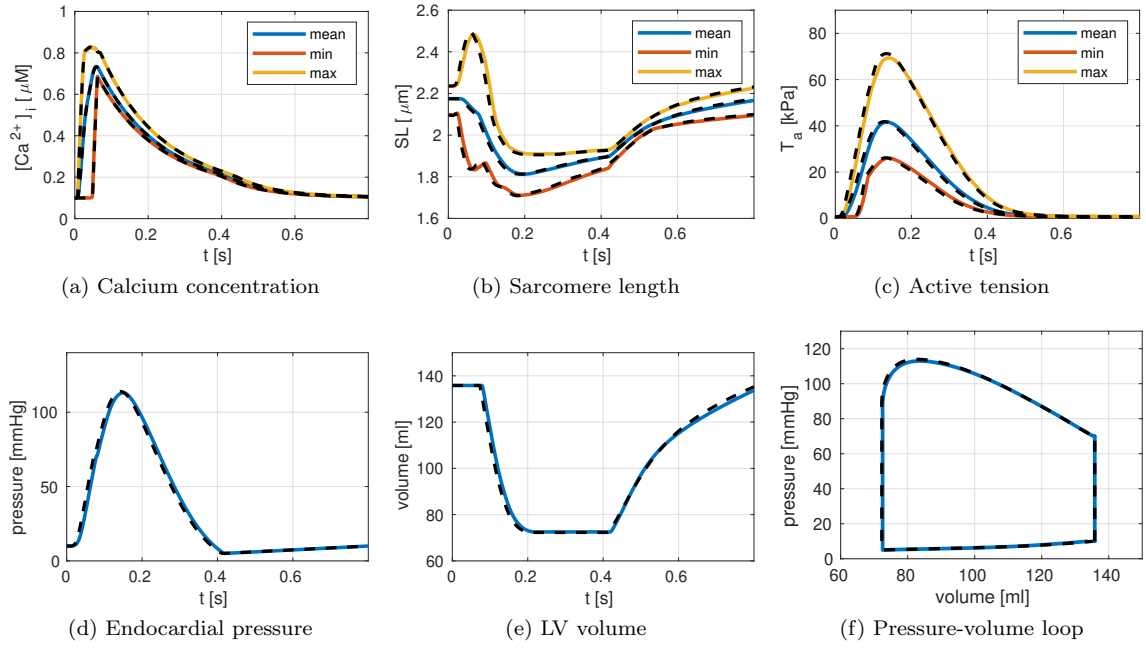 1
0.8
0.6
0.4
0.2
0
[Ca2+]i [ μM]
mean
min
max
0 0.2 0.4 0.6
t [s]
(a) Calcium concentration
2.6
2.4
2.2
2
1.8
1.6
SL [ μm]
mean
min
max
0 0.2 0.4 0.6
t [s]
(b) Sarcomere length
80
60
40
20
0
Ta [kPa]
mean
min
max
0 0.2 0.4 0.6
t [s]
(c) Active tension
100
50
0
pressure [mmHg]
0 0.2 0.4 0.6
t [s]
(d) Endocardial pressure
140
120
100
80
60
volume [ml]
0 0.2 0.4 0.6
t [s]
(e) LV volume
120
100
80
60
40
20
0
pressure [mmHg]
60 80 100 120 140
volume [ml]
(f) Pressure-volume loop